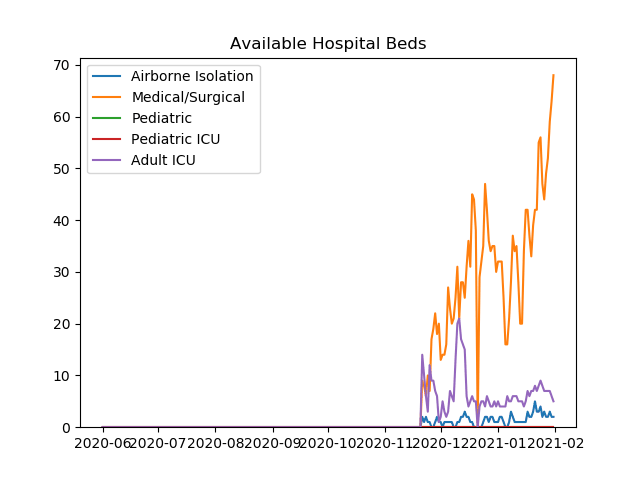 Available Hospital Beds
70
60
50
40
30
20
10
0
Airborne Isolation
Medical/Surgical
Pediatric
Pediatric ICU
Adult ICU
2020-06 2020-07 2020-08 2020-09 2020-10 2020-11 2020-12 2021-01 2021-02